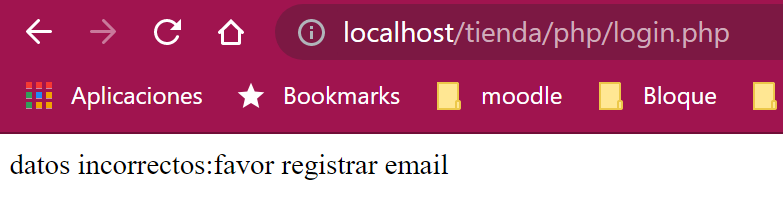 localhost/tienda/php/login.php
Aplicaciones Bookmarks moodle Bloque
datos incorrectos:favor registrar email